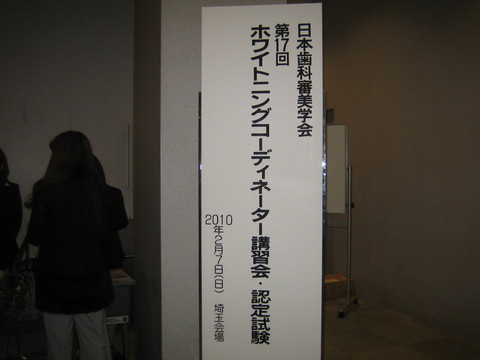 日本歯科審美学会
第17回
ホワイトニングコーディネーター講習会・認定試験
2010年2月7日(日) 埼玉会場